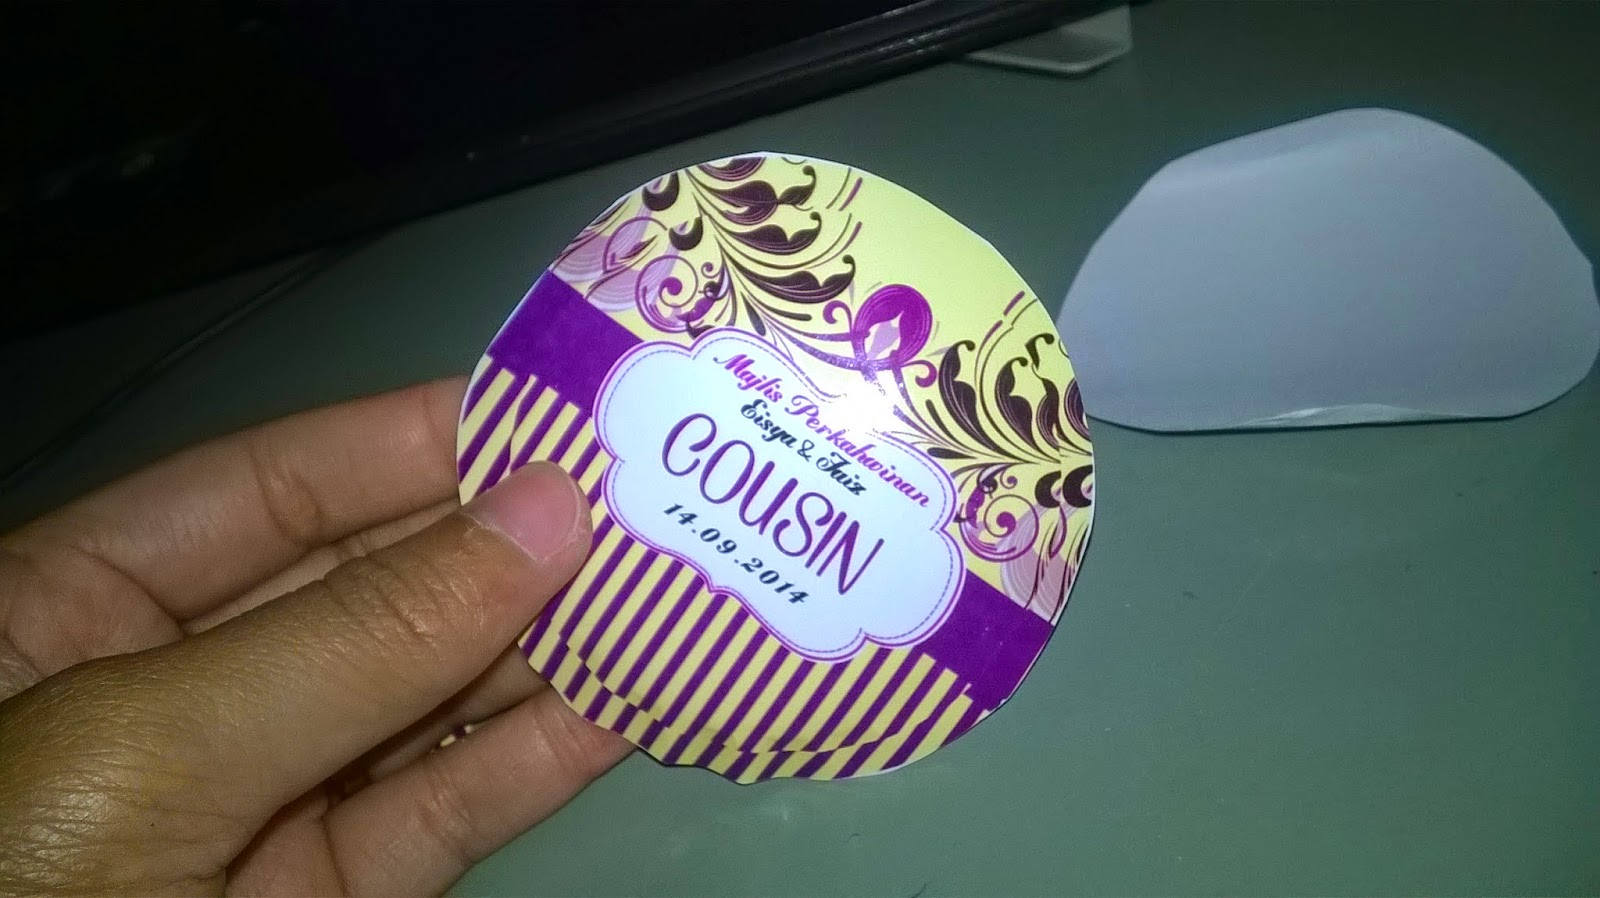 Majlis Perkahwinan
Eisya & Faiz
COUSIN
14.09.2014